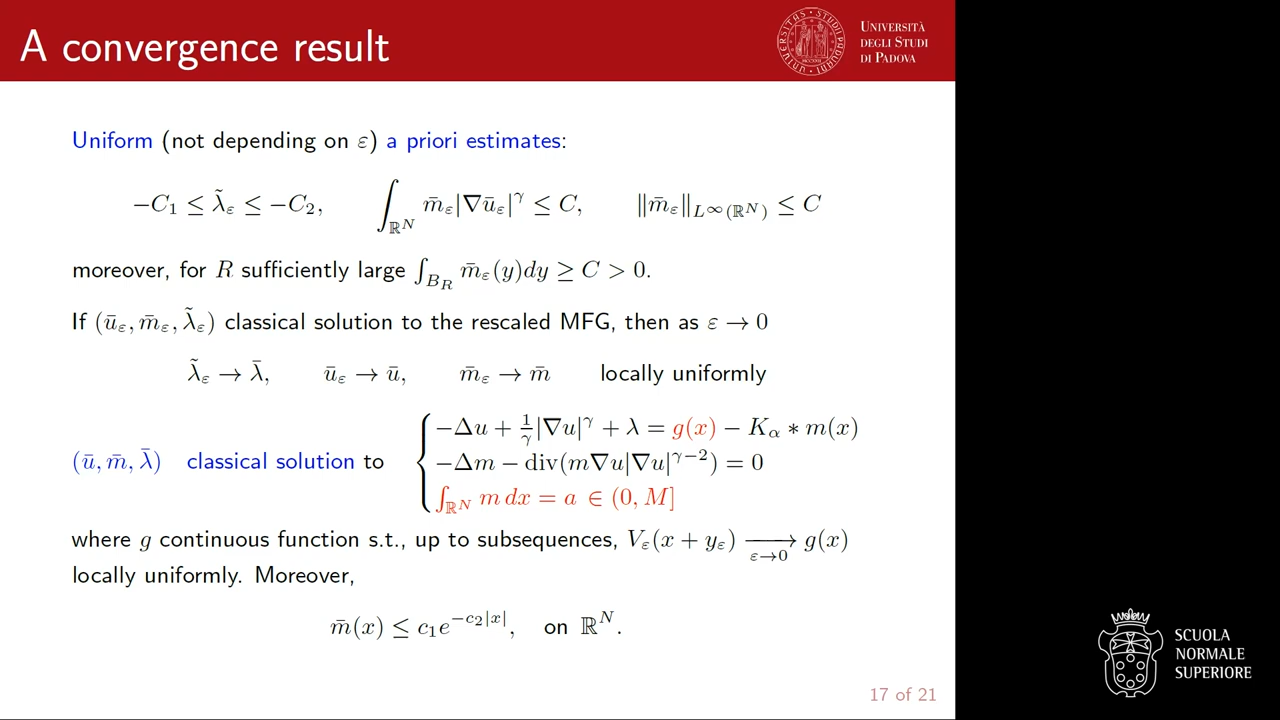 A convergence result
UNIVERSITÀ
DEGLI STUDI
DI PADOVA
Uniform (not depending on ε) a priori estimates:
−C₁ ≤ λ̃_ε ≤ −C₂, ∫_{ℝ^N} m̄_ε|∇ū_ε|^γ ≤ C, ‖m̄_ε‖_{L^∞(ℝ^N)} ≤ C
moreover, for R sufficiently large ∫_{B_R} m̄_ε(y)dy ≥ C > 0.
If (ū_ε, m̄_ε, λ̃_ε) classical solution to the rescaled MFG, then as ε → 0
λ̃_ε → λ̄, ū_ε → ū, m̄_ε → m̄ locally uniformly
(ū, m̄, λ̄) classical solution to
−Δu + 1/γ|∇u|^γ + λ = g(x) − K_α ∗ m(x)
−Δm − div(m∇u|∇u|^{γ−2}) = 0
∫_{ℝ^N} m dx = a ∈ (0, M]
where g continuous function s.t., up to subsequences, V_ε(x + y_ε) ⟶_{ε→0} g(x)
locally uniformly. Moreover,
m̄(x) ≤ c₁e^{−c₂|x|}, on ℝ^N.
17 of 21
SCUOLA
NORMALE
SUPERIORE